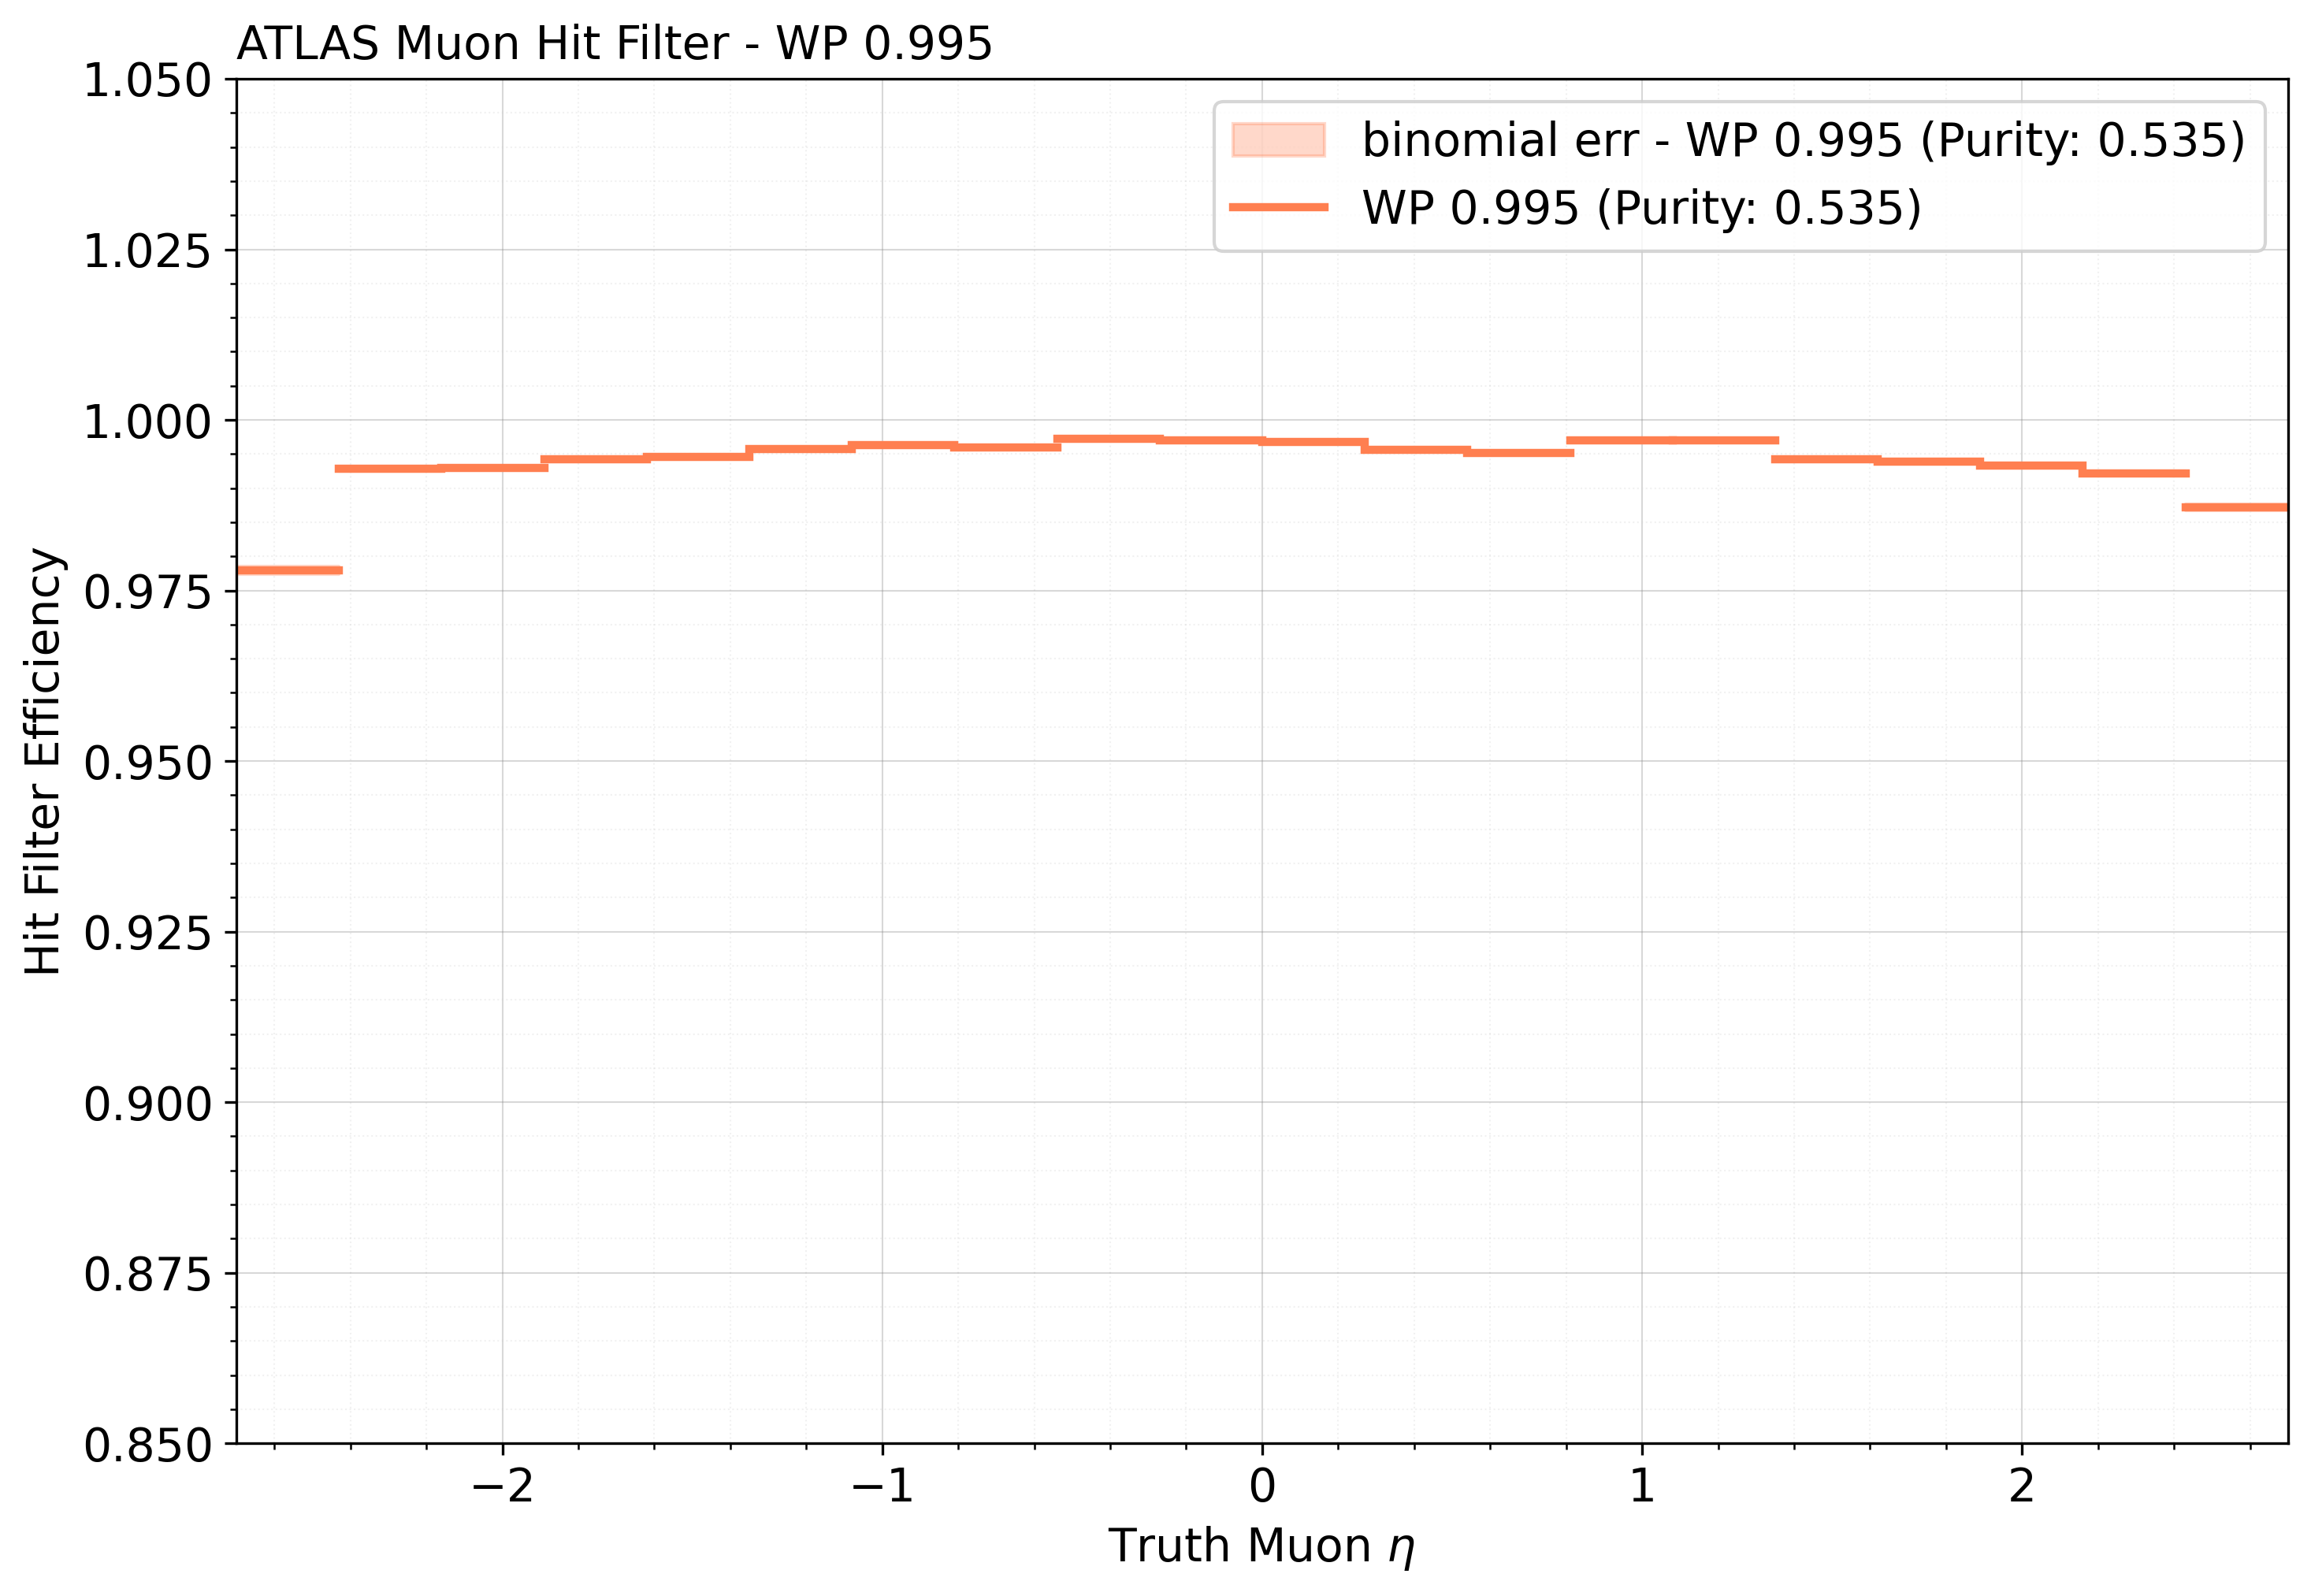 ATLAS Muon Hit Filter - WP 0.995
1.050
1.025
1.000
0.975
0.950
0.925
0.900
0.875
0.850
Hit Filter Efficiency
binomial err - WP 0.995 (Purity: 0.535)
WP 0.995 (Purity: 0.535)
−2
−1
0
1
2
Truth Muon η